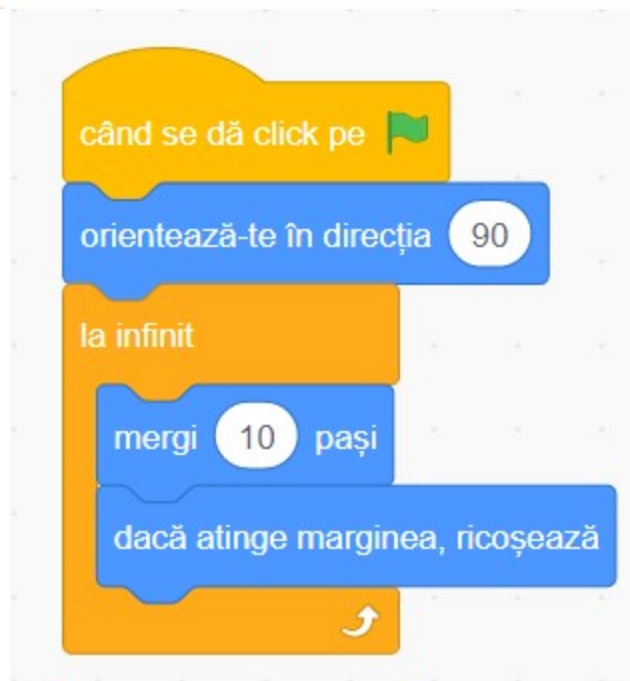 când se dă click pe
orientează-te în direcția 90
la infinit
mergi 10 pași
dacă atinge marginea, ricoșează